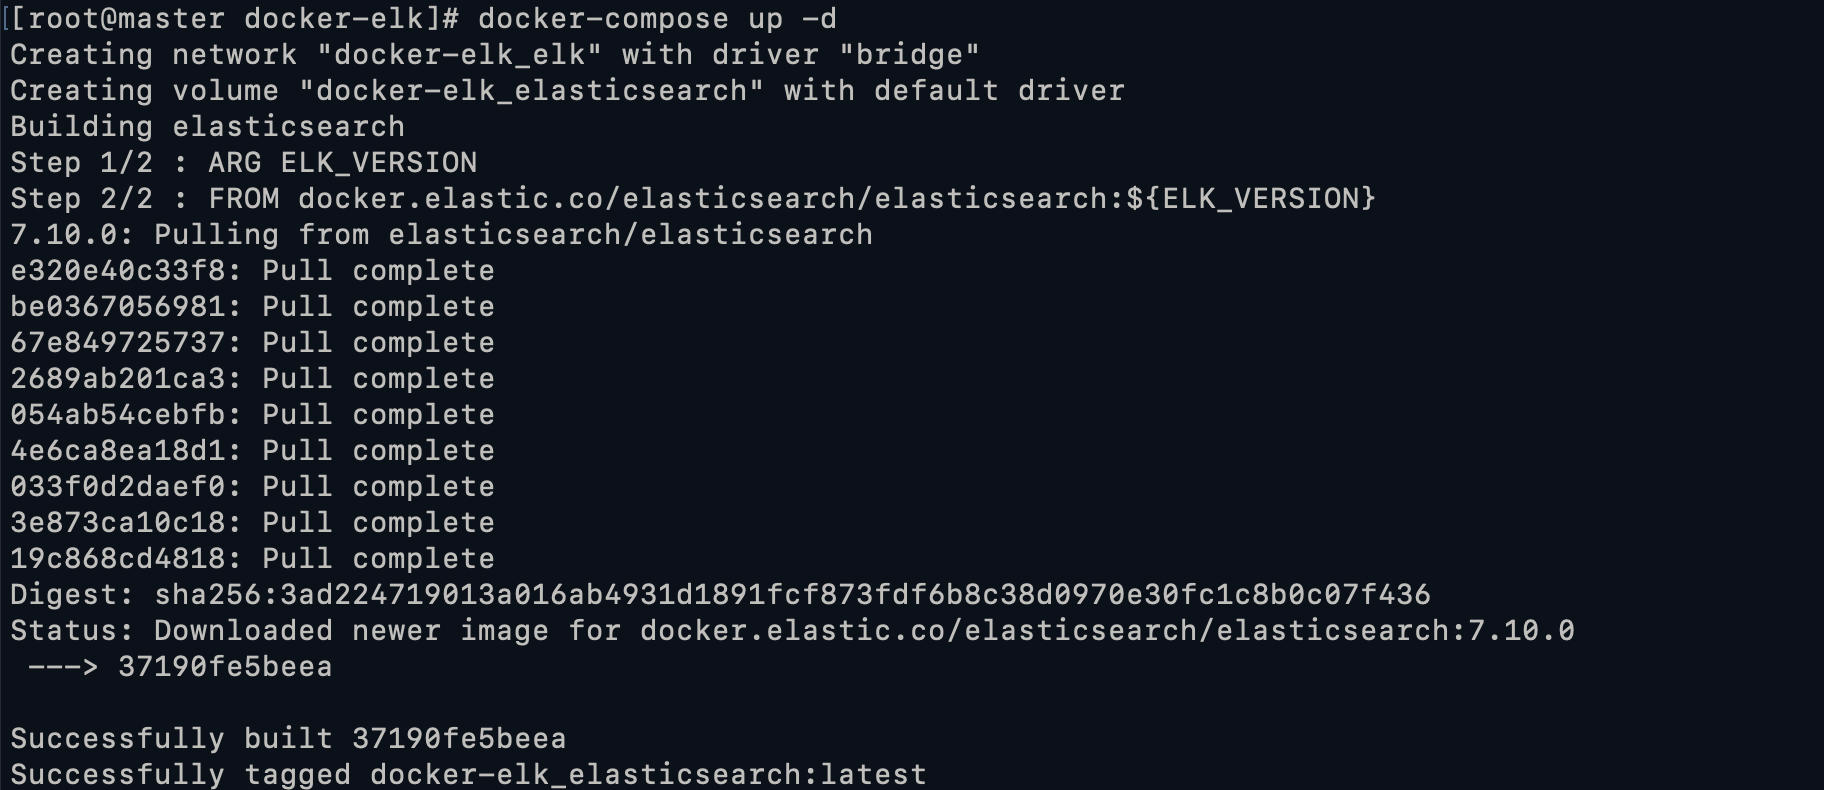 [[root@master docker-elk]# docker-compose up -d
Creating network "docker-elk_elk" with driver "bridge"
Creating volume "docker-elk_elasticsearch" with default driver
Building elasticsearch
Step 1/2 : ARG ELK_VERSION
Step 2/2 : FROM docker.elastic.co/elasticsearch/elasticsearch:${ELK_VERSION}
7.10.0: Pulling from elasticsearch/elasticsearch
e320e40c33f8: Pull complete
be0367056981: Pull complete
67e849725737: Pull complete
2689ab201ca3: Pull complete
054ab54cebfb: Pull complete
4e6ca8ea18d1: Pull complete
033f0d2daef0: Pull complete
3e873ca10c18: Pull complete
19c868cd4818: Pull complete
Digest: sha256:3ad224719013a016ab4931d1891fcf873fdf6b8c38d0970e30fc1c8b0c07f436
Status: Downloaded newer image for docker.elastic.co/elasticsearch/elasticsearch:7.10.0
 ---> 37190fe5beea

Successfully built 37190fe5beea
Successfully tagged docker-elk_elasticsearch:latest